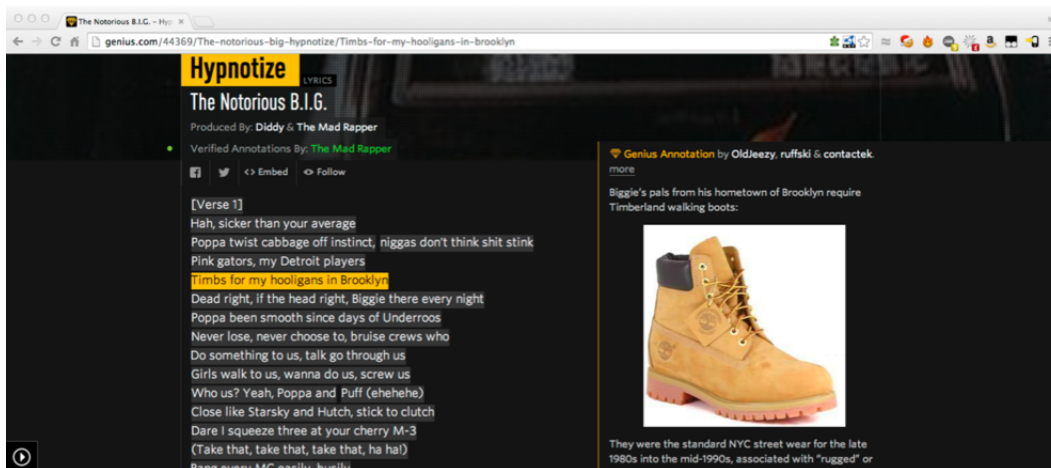 The Notorious B.I.G. – Hyp
genius.com/44369/The-notorious-big-hypnotize/Timbs-for-my-hooligans-in-brooklyn
Hypnotize LYRICS
The Notorious B.I.G.
Produced By: Diddy & The Mad Rapper
Verified Annotations By: The Mad Rapper
<> Embed Follow
[Verse 1]
Hah, sicker than your average
Poppa twist cabbage off instinct, niggas don't think shit stink
Pink gators, my Detroit players
Timbs for my hooligans in Brooklyn
Dead right, if the head right, Biggie there every night
Poppa been smooth since days of Underroos
Never lose, never choose to, bruise crews who
Do something to us, talk go through us
Girls walk to us, wanna do us, screw us
Who us? Yeah, Poppa and Puff (ehehehe)
Close like Starsky and Hutch, stick to clutch
Dare I squeeze three at your cherry M-3
(Take that, take that, take that, ha ha!)
Bang every MC easily, busily
Genius Annotation by OldJeezy, ruffski & contactek.
more
Biggie's pals from his hometown of Brooklyn require
Timberland walking boots:
They were the standard NYC street wear for the late
1980s into the mid-1990s, associated with "rugged" or